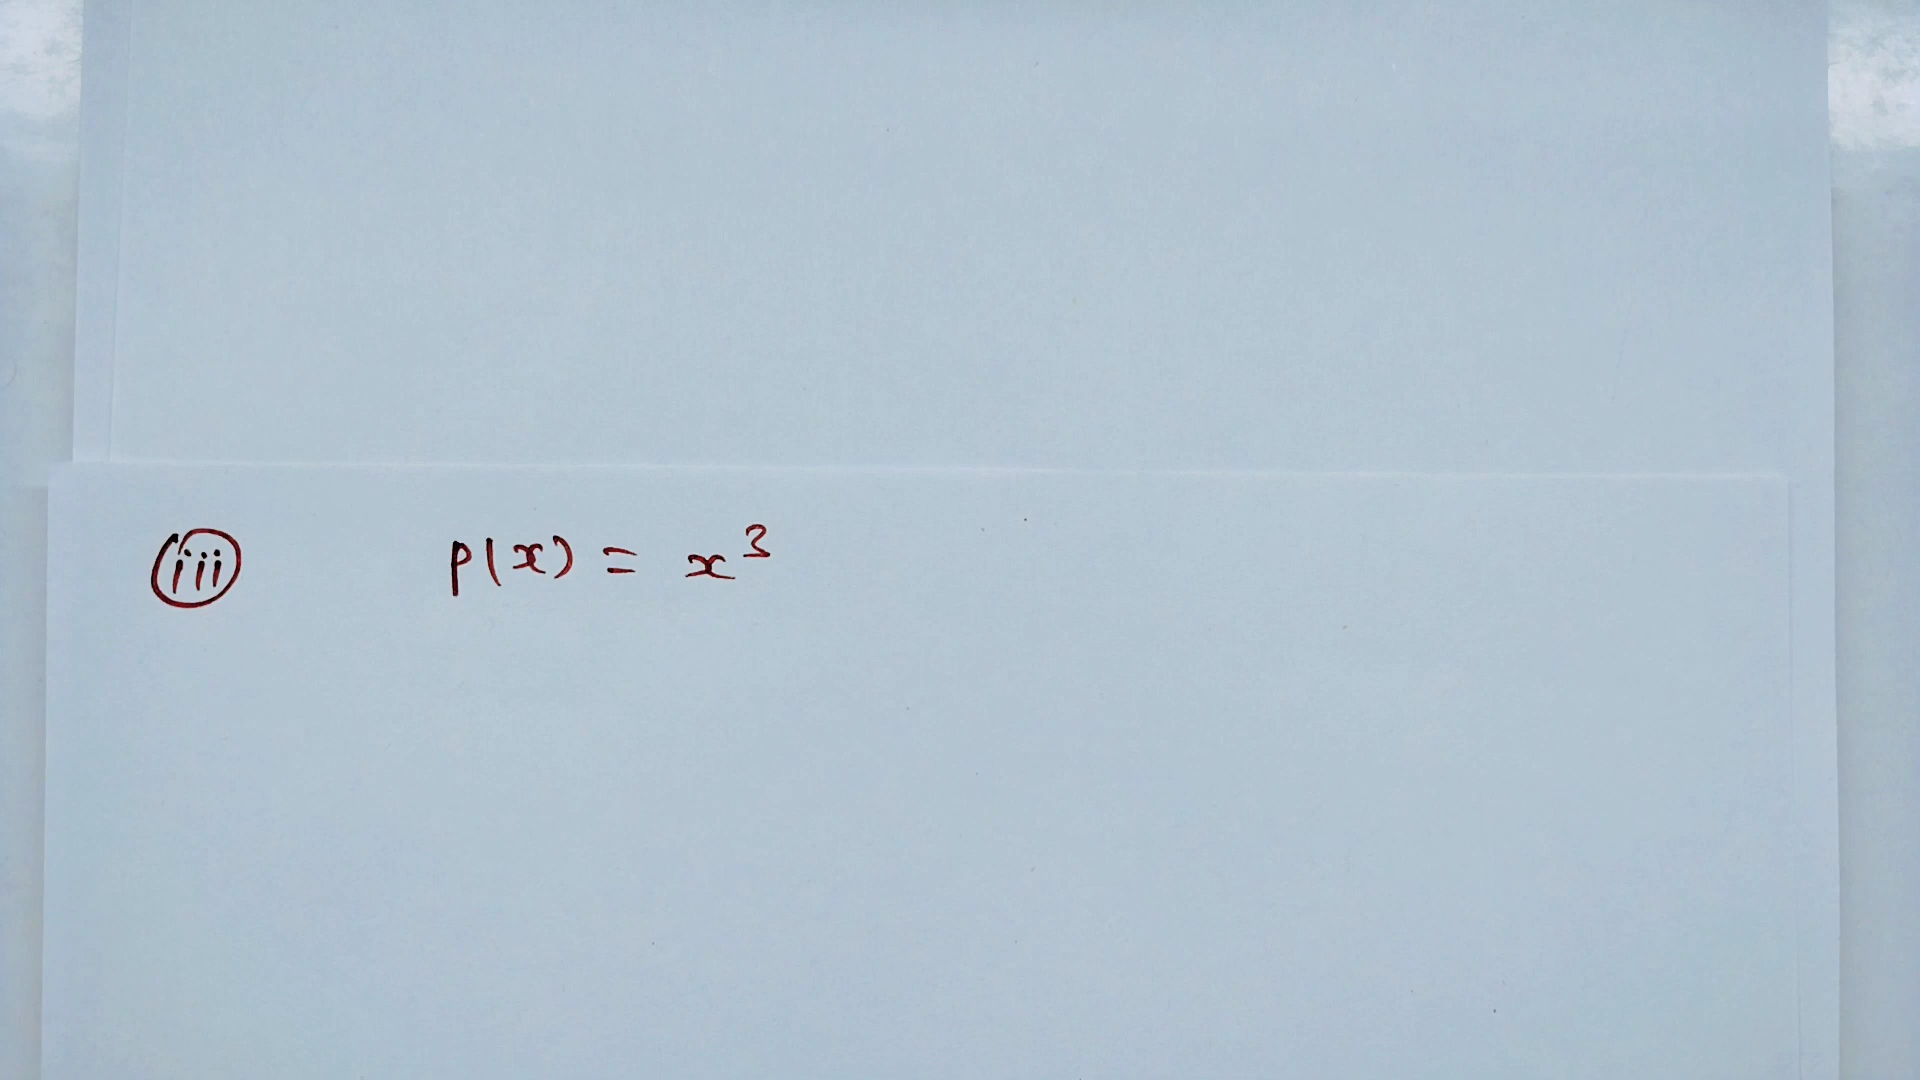 (iii) p(x) = x³